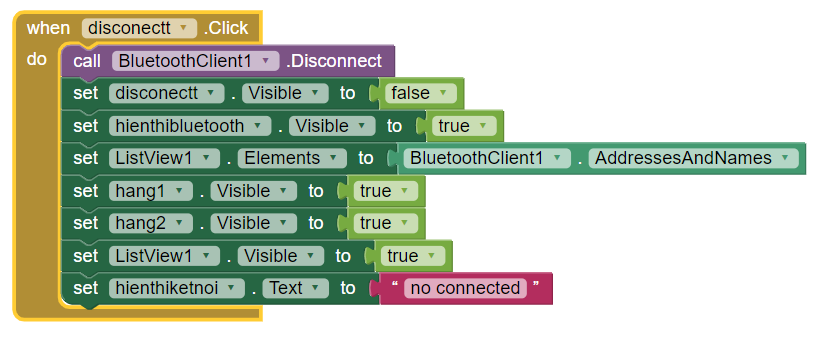 when disconectt .Click
do call BluetoothClient1 .Disconnect
set disconectt . Visible to false
set hienthibluetooth . Visible to true
set ListView1 . Elements to BluetoothClient1 . AddressesAndNames
set hang1 . Visible to true
set hang2 . Visible to true
set ListView1 . Visible to true
set hienthiketnoi . Text to “ no connected ”